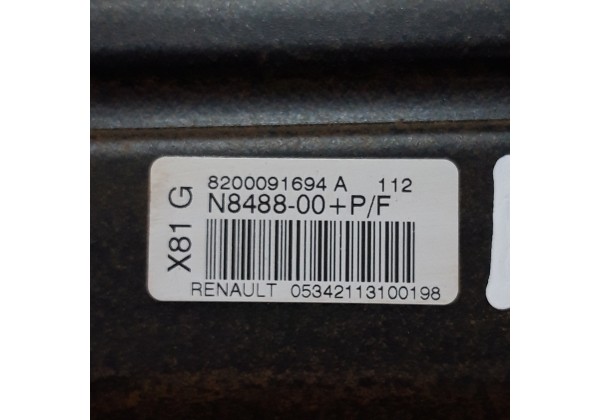 X81 G
8200091694 A 112
N8488-00+P/F
RENAULT 05342113100198